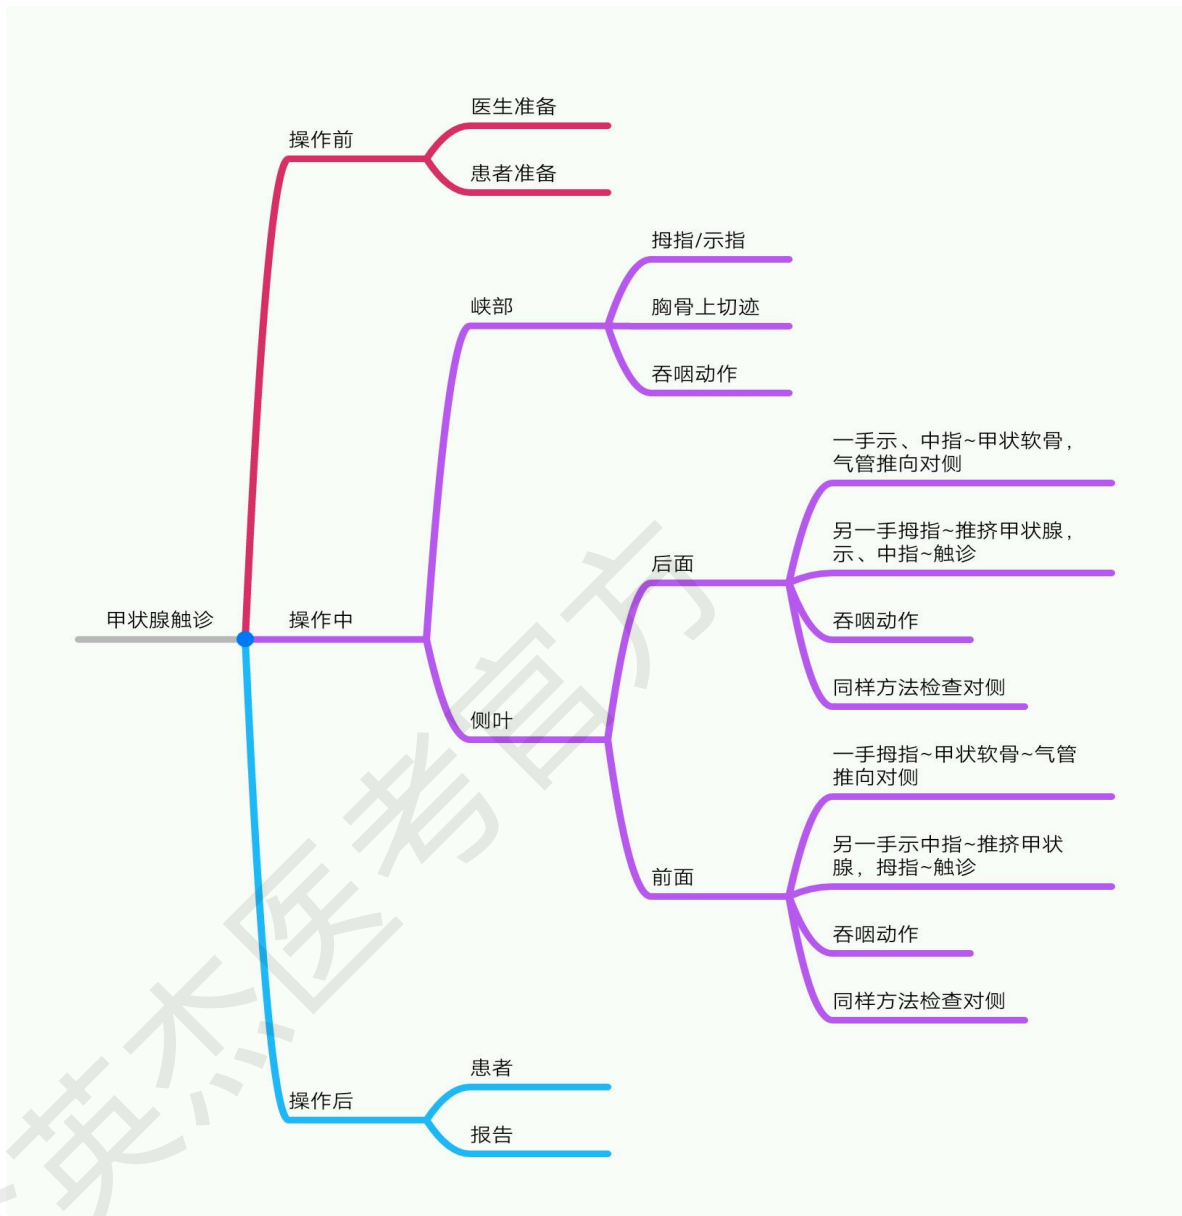 医生准备
操作前
患者准备
拇指/示指
峡部
胸骨上切迹
吞咽动作
一手示、中指~甲状软骨，
气管推向对侧
另一手拇指~推挤甲状腺，
示、中指~触诊
后面
吞咽动作
同样方法检查对侧
甲状腺触诊
操作中
侧叶
一手拇指~甲状软骨~气管
推向对侧
另一手示中指~推挤甲状
腺，拇指~触诊
前面
吞咽动作
同样方法检查对侧
患者
操作后
报告
英杰医考官方